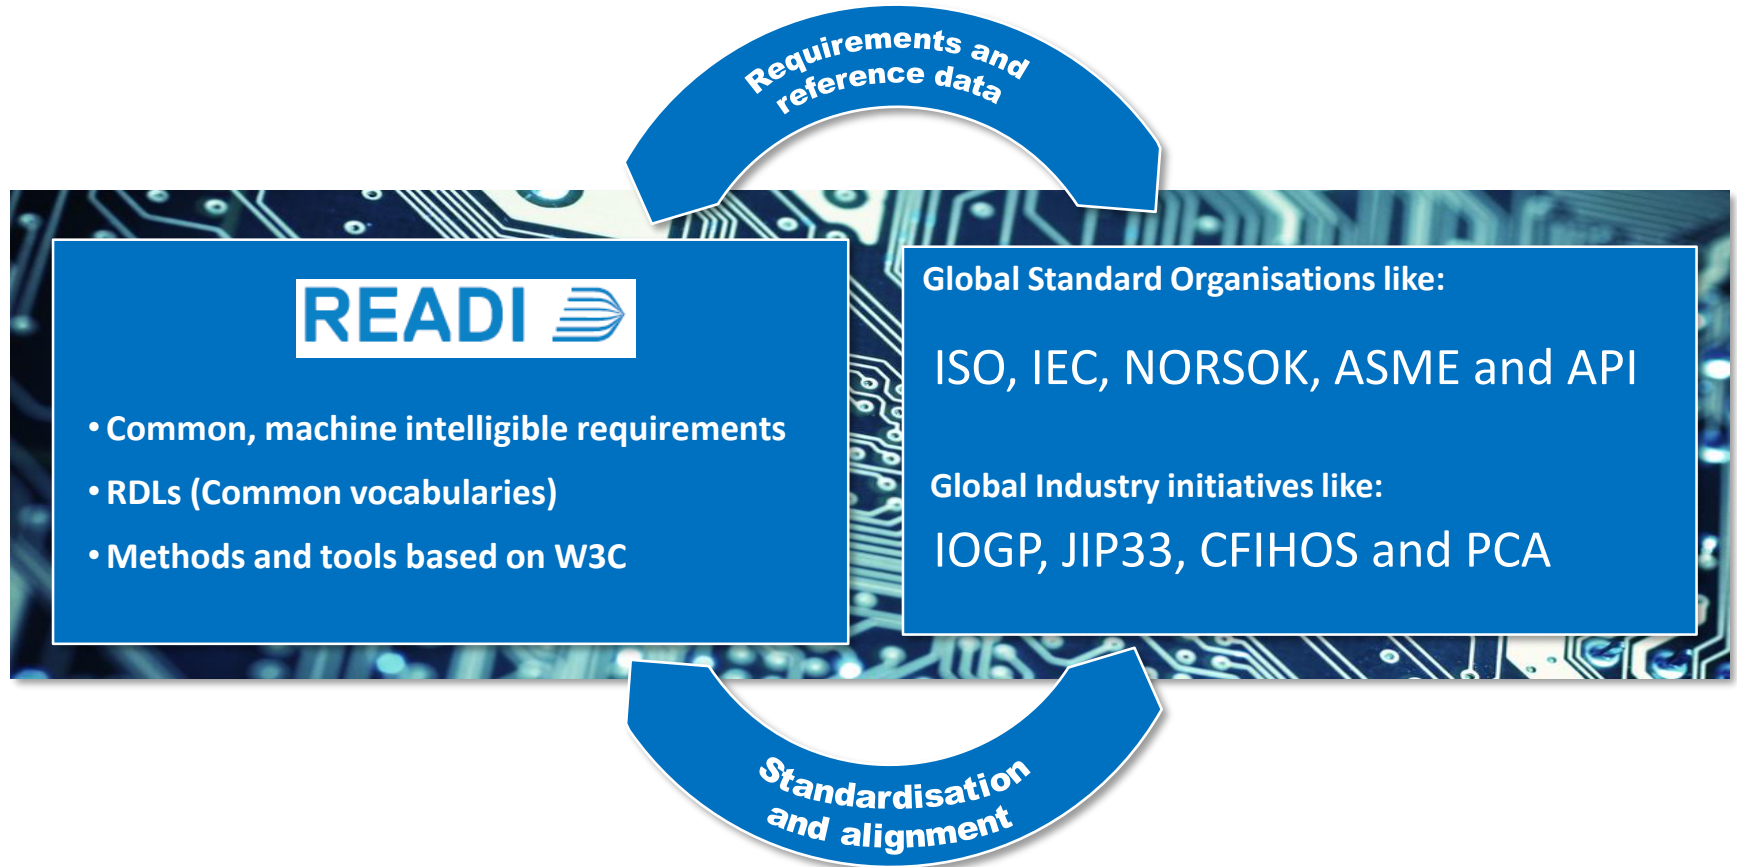 Requirements and
reference data
READI
• Common, machine intelligible requirements
• RDLs (Common vocabularies)
• Methods and tools based on W3C
Global Standard Organisations like:
ISO, IEC, NORSOK, ASME and API
Global Industry initiatives like:
IOGP, JIP33, CFIHOS and PCA
Standardisation
and alignment